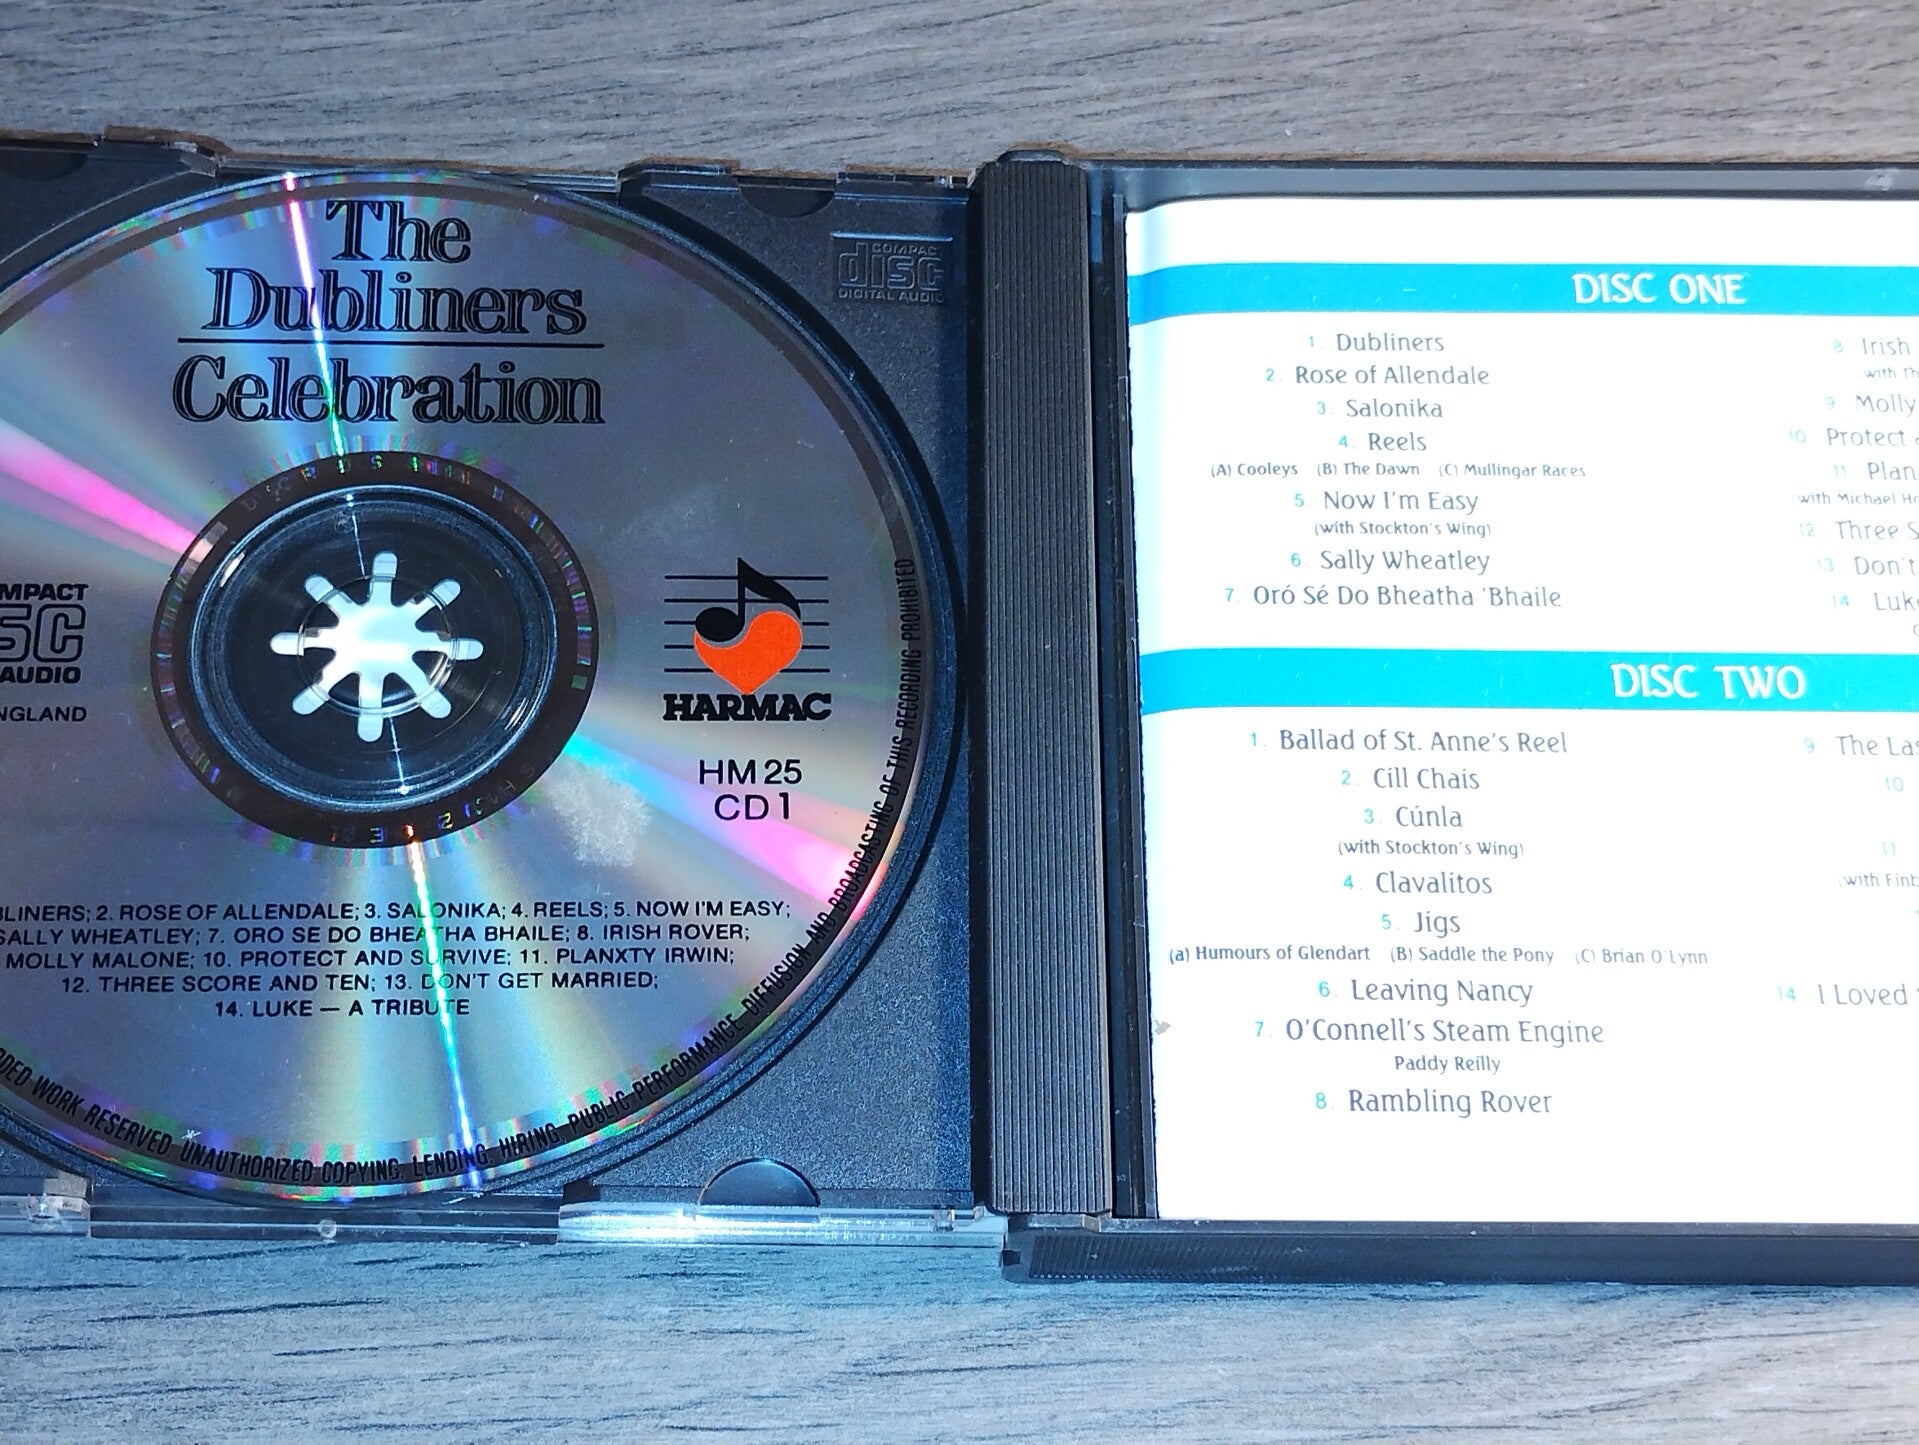 The
Dubliners
Celebration
COMPACT
disc
DIGITAL AUDIO
HARMAC
HM 25
CD 1
2. ROSE OF ALLENDALE; 3. SALONIKA; 4. REELS; 5. NOW I'M EASY;
SALLY WHEATLEY; 7. ORO SE DO BHEATHA BHAILE; 8. IRISH ROVER;
MOLLY MALONE; 10. PROTECT AND SURVIVE; 11. PLANXTY IRWIN;
12. THREE SCORE AND TEN; 13. DON'T GET MARRIED;
14. LUKE — A TRIBUTE
WORK RESERVED. UNAUTHORIZED COPYING, LENDING, HIRING, PUBLIC PERFORMANCE, DIFFUSION AND BROADCASTING OF THIS RECORDING PROHIBITED
AUDIO
DISC ONE
1. Dubliners
2. Rose of Allendale
3. Salonika
4. Reels
(A) Cooleys (B) The Dawn (C) Mullingar Races
5. Now I'm Easy
(with Stockton's Wing)
6. Sally Wheatley
7. Oró Sé Do Bheatha 'Bhaile
8 Irish
9 Molly
10 Protect
11
(with Michael
12 Three
13 Don't
14
DISC TWO
1. Ballad of St. Anne's Reel
2. Cill Chais
3. Cúnla
(with Stockton's Wing)
4. Clavalitos
5. Jigs
(a) Humours of Glendart (B) Saddle the Pony (C) Brian O'Lynn
6. Leaving Nancy
7. O'Connell's Steam Engine
Paddy Reilly
8. Rambling Rover
9 The
10
11
(with
14 I Loved